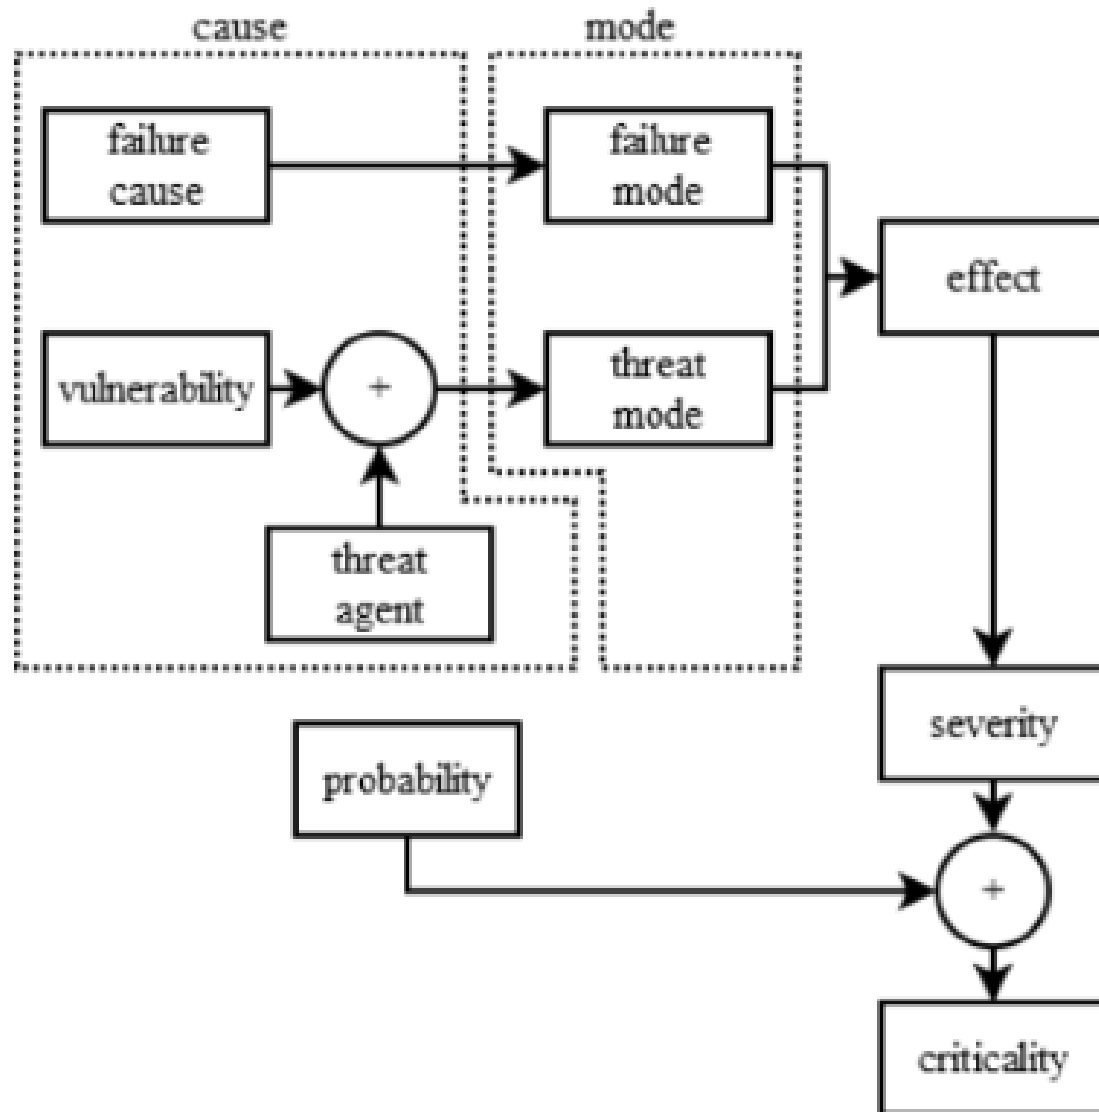 cause
mode
failure
cause
failure
mode
effect
vulnerability
+
threat
mode
threat
agent
severity
probability
+
criticality